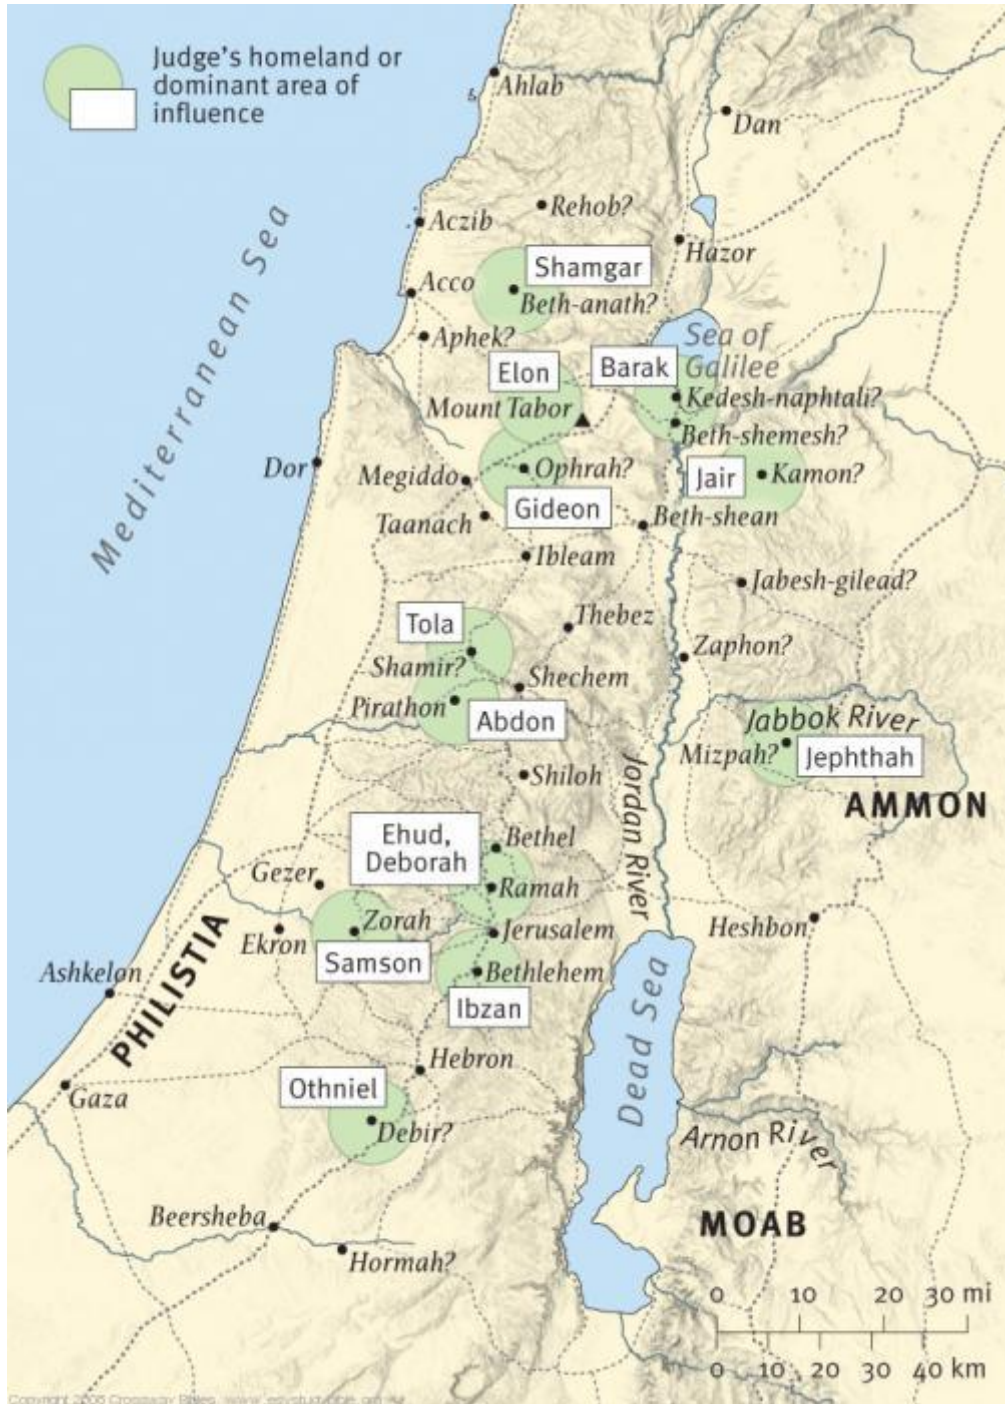 Judge's homeland or
dominant area of
influence
Ahlab
Dan
Mediterranean Sea
Rehob?
Aczib
Hazor
Shamgar
Acco
Beth-anath?
Aphek?
Sea of
Galilee
Elon
Barak
Kedesh-naphtali?
Mount Tabor
Beth-shemesh?
Dor
Megiddo
Ophrah?
Jair
Kamon?
Gideon
Taanach
Beth-shean
Ibleam
Jabesh-gilead?
Tola
Thebez
Shamir?
Zaphon?
Shechem
Pirathon
Abdon
Jabbok River
Mizpah?
Jephthah
Shiloh
Jordan River
AMMON
Ehud,
Deborah
Bethel
Gezer
Ramah
Zorah
Ekron
Jerusalem
Heshbon
Samson
Ashkelon
PHILISTIA
Bethlehem
Ibzan
Dead Sea
Hebron
Othniel
Gaza
Debir?
Arnon River
Beersheba
MOAB
Hormah?
0 10 20 30 mi
0 10 20 30 40 km
Copyright 2008 Crossway Bibles